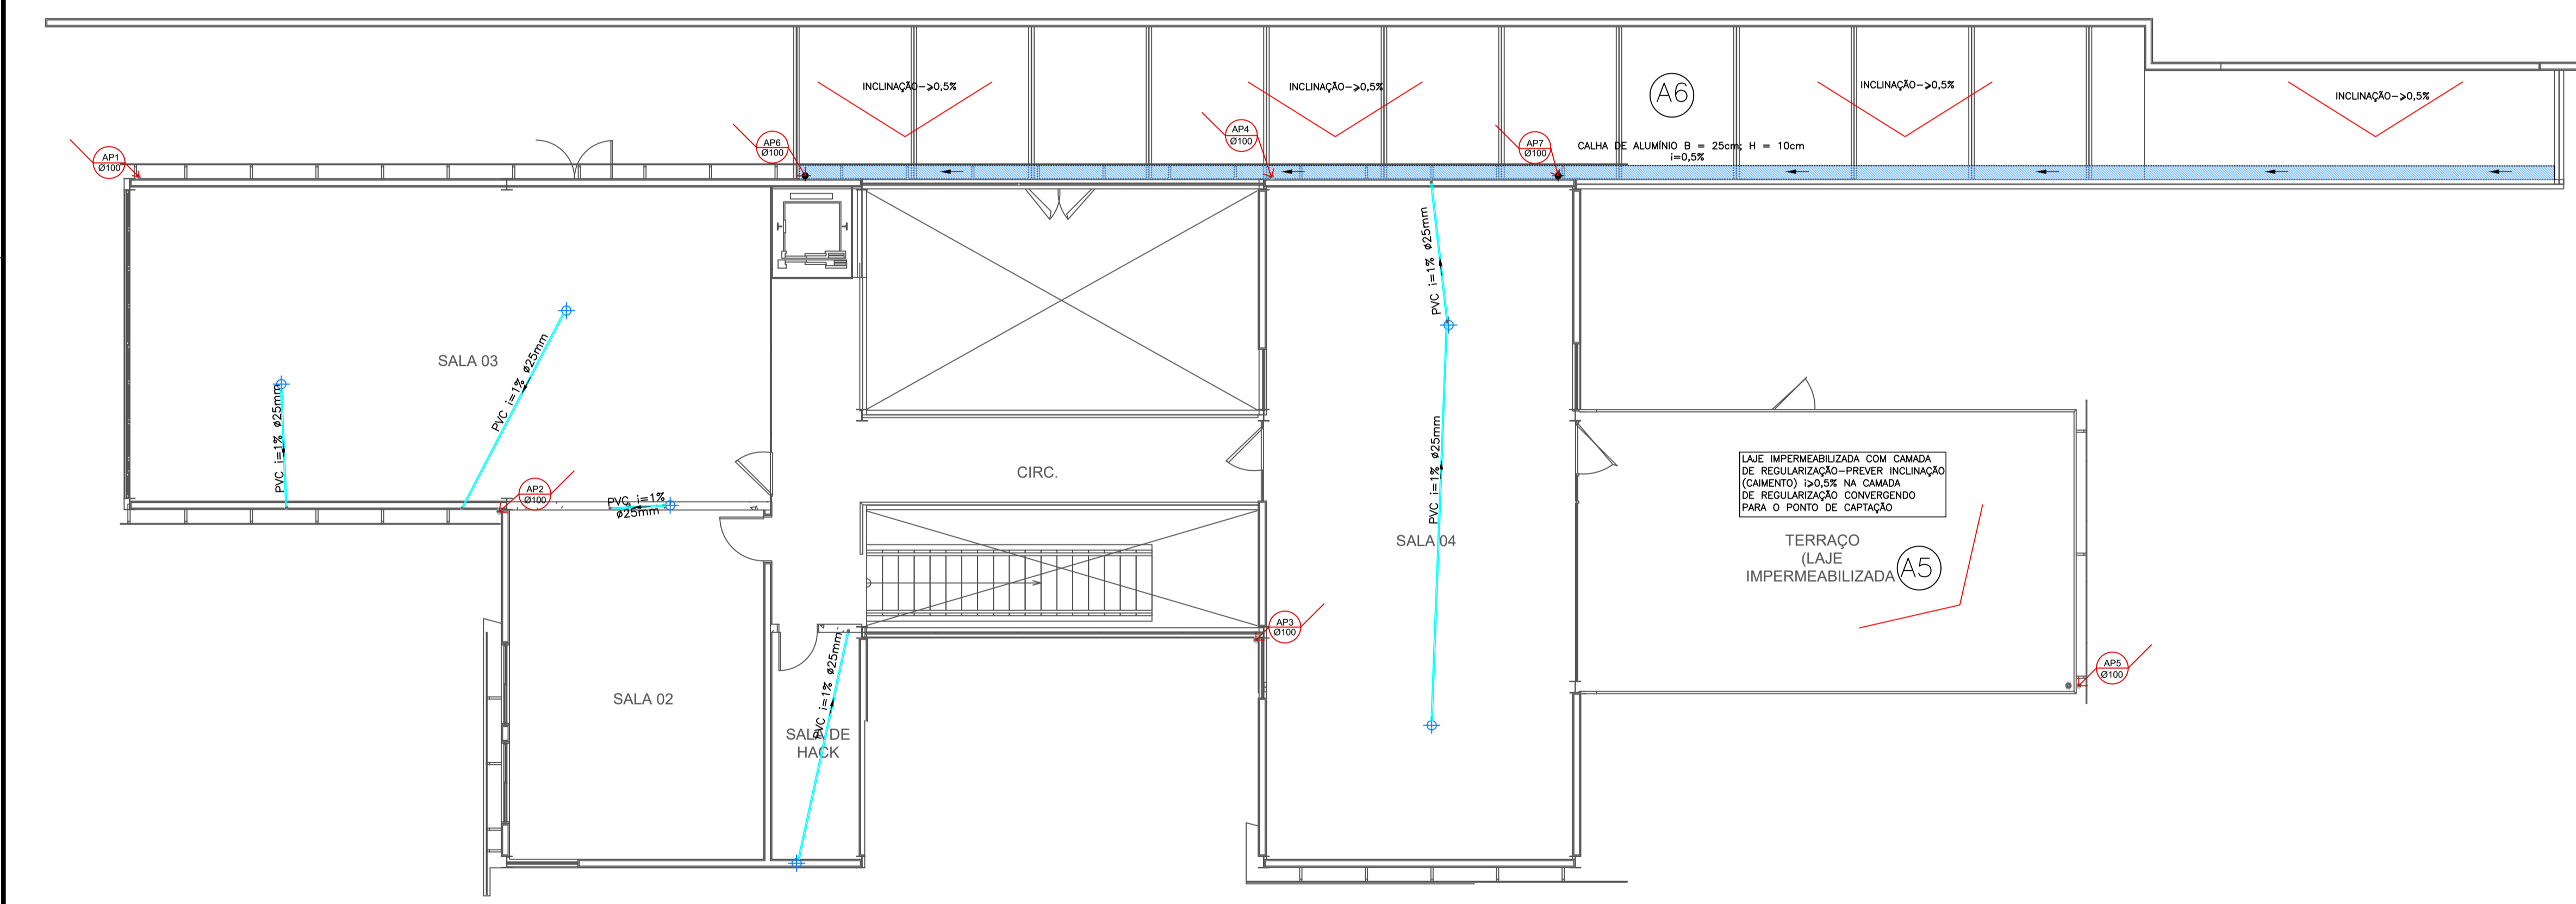 INCLINAÇÃO->0,5%
INCLINAÇÃO->0,5%
INCLINAÇÃO->0,5%
INCLINAÇÃO->0,5%
A6
CALHA DE ALUMÍNIO B = 25cm; H = 10cm
i=0,5%
AP1
Ø100
AP6
Ø100
AP4
Ø100
AP7
Ø100
SALA 03
PVC i=1% ø25mm
PVC i=1% ø25mm
AP2
Ø100
PVC i=1%
ø25mm
CIRC.
PVC i=1% ø25mm
PVC i=1% ø25mm
SALA 04
LAJE IMPERMEABILIZADA COM CAMADA
DE REGULARIZAÇÃO-PREVER INCLINAÇÃO
(CAIMENTO) i≥0,5% NA CAMADA
DE REGULARIZAÇÃO CONVERGENDO
PARA O PONTO DE CAPTAÇÃO
TERRAÇO
(LAJE
IMPERMEABILIZADA
A5
AP3
Ø100
AP5
Ø100
SALA 02
PVC i=1% ø25mm
SALA DE
HACK